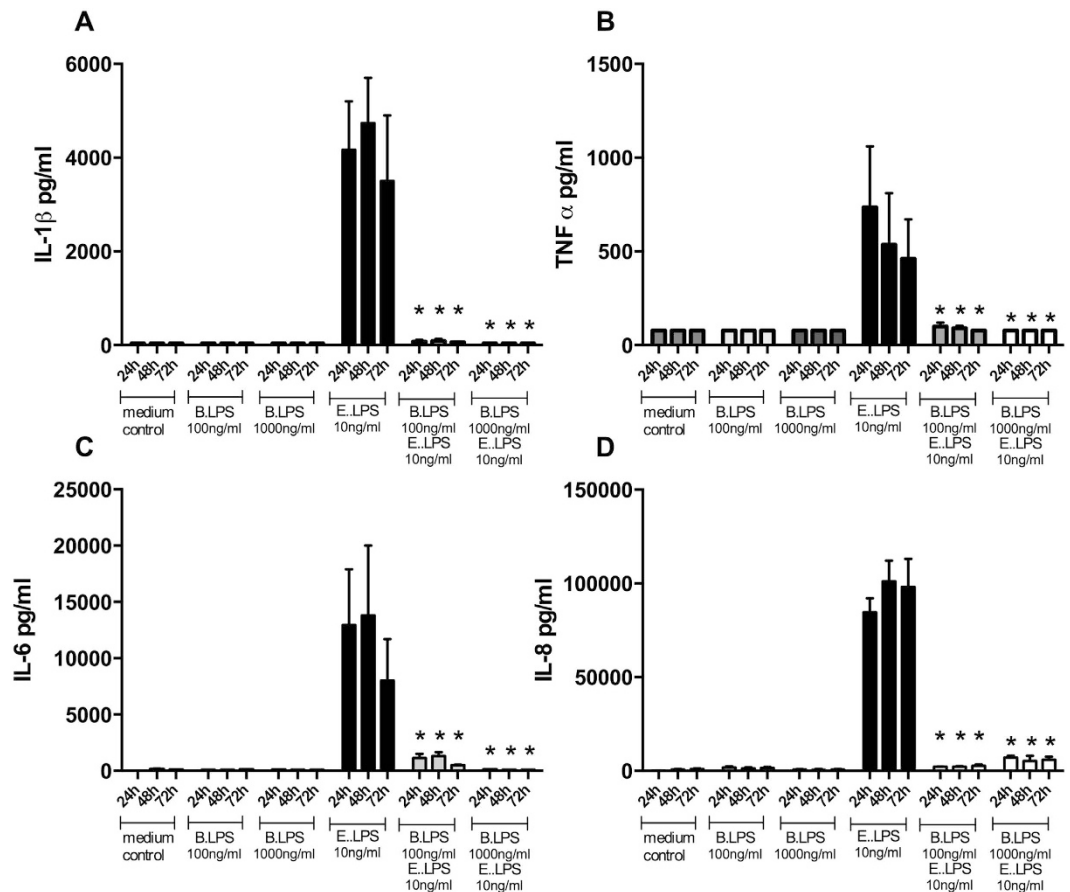 A
IL-1β pg/ml
6000
4000
2000
0
* * * * * *
24h 48h 72h 24h 48h 72h 24h 48h 72h 24h 48h 72h 24h 48h 72h 24h 48h 72h
medium B.LPS B.LPS E..LPS B.LPS B.LPS
control 100ng/ml 1000ng/ml 10ng/ml 100ng/ml 1000ng/ml
E..LPS E..LPS
10ng/ml 10ng/ml
B
TNF α pg/ml
1500
1000
500
0
* * * * * *
24h 48h 72h 24h 48h 72h 24h 48h 72h 24h 48h 72h 24h 48h 72h 24h 48h 72h
medium B.LPS B.LPS E..LPS B.LPS B.LPS
control 100ng/ml 1000ng/ml 10ng/ml 100ng/ml 1000ng/ml
E..LPS E..LPS
10ng/ml 10ng/ml
C
IL-6 pg/ml
25000
20000
15000
10000
5000
0
* * * * * *
24h 48h 72h 24h 48h 72h 24h 48h 72h 24h 48h 72h 24h 48h 72h 24h 48h 72h
medium B.LPS B.LPS E..LPS B.LPS B.LPS
control 100ng/ml 1000ng/ml 10ng/ml 100ng/ml 1000ng/ml
E..LPS E..LPS
10ng/ml 10ng/ml
D
IL-8 pg/ml
150000
100000
50000
0
* * * * * *
24h 48h 72h 24h 48h 72h 24h 48h 72h 24h 48h 72h 24h 48h 72h 24h 48h 72h
medium B.LPS B.LPS E..LPS B.LPS B.LPS
control 100ng/ml 1000ng/ml 10ng/ml 100ng/ml 1000ng/ml
E..LPS E..LPS
10ng/ml 10ng/ml